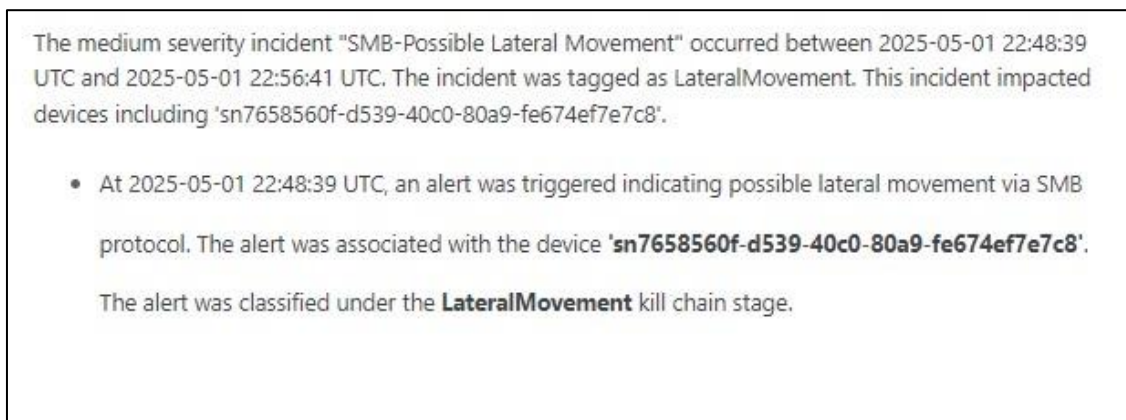 The medium severity incident "SMB-Possible Lateral Movement" occurred between 2025-05-01 22:48:39
UTC and 2025-05-01 22:56:41 UTC. The incident was tagged as LateralMovement. This incident impacted
devices including 'sn7658560f-d539-40c0-80a9-fe674ef7e7c8'.
• At 2025-05-01 22:48:39 UTC, an alert was triggered indicating possible lateral movement via SMB
protocol. The alert was associated with the device 'sn7658560f-d539-40c0-80a9-fe674ef7e7c8'.
The alert was classified under the LateralMovement kill chain stage.